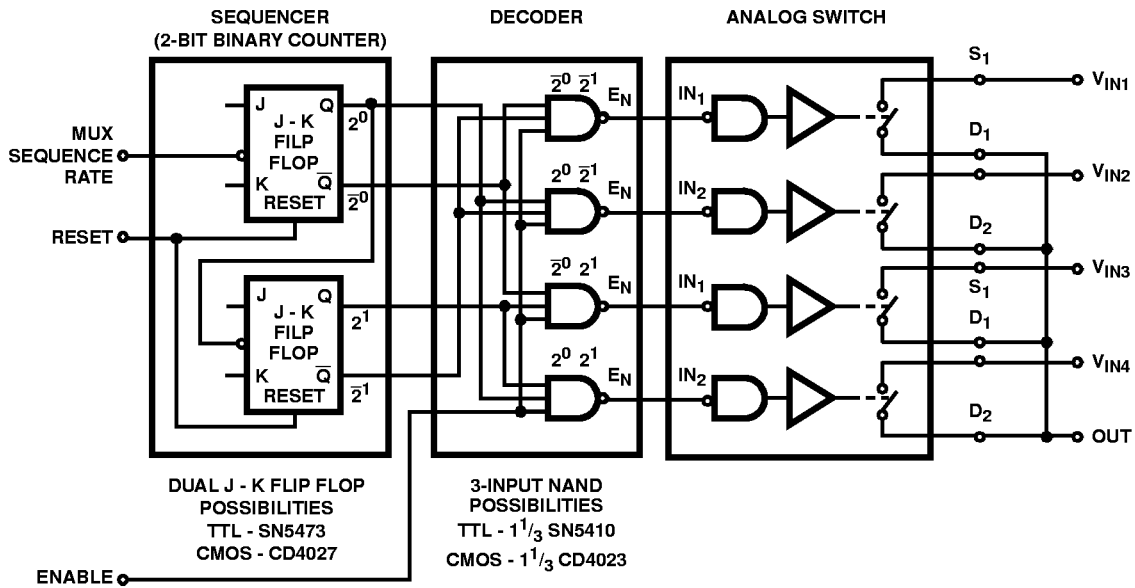 SEQUENCER
(2-BIT BINARY COUNTER)
DECODER
ANALOG SWITCH
MUX
SEQUENCE
RATE
RESET
J Q
J - K
FILP
FLOP
K Q̅
RESET
2⁰
2̅⁰
J Q
J - K
FILP
FLOP
K Q̅
RESET
2¹
2̅¹
2̅⁰ 2̅¹
E_N
2⁰ 2̅¹
E_N
2̅⁰ 2¹
E_N
2⁰ 2¹
E_N
IN₁
IN₂
IN₁
IN₂
S₁
V_IN1
D₁
V_IN2
D₂
V_IN3
S₁
D₁
V_IN4
D₂
OUT
DUAL J - K FLIP FLOP
POSSIBILITIES
TTL - SN5473
CMOS - CD4027
3-INPUT NAND
POSSIBILITIES
TTL - 1¹/₃ SN5410
CMOS - 1¹/₃ CD4023
ENABLE